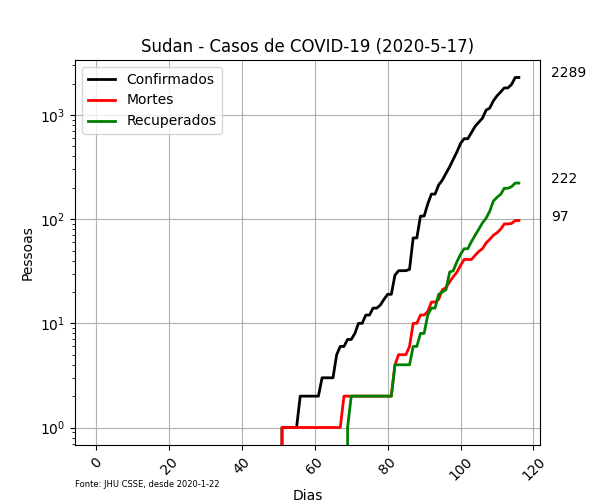 Sudan - Casos de COVID-19 (2020-5-17)
Confirmados
Mortes
Recuperados
2289
222
97
Pessoas
10³
10²
10¹
10⁰
0 20 40 60 80 100 120
Fonte: JHU CSSE, desde 2020-1-22
Dias